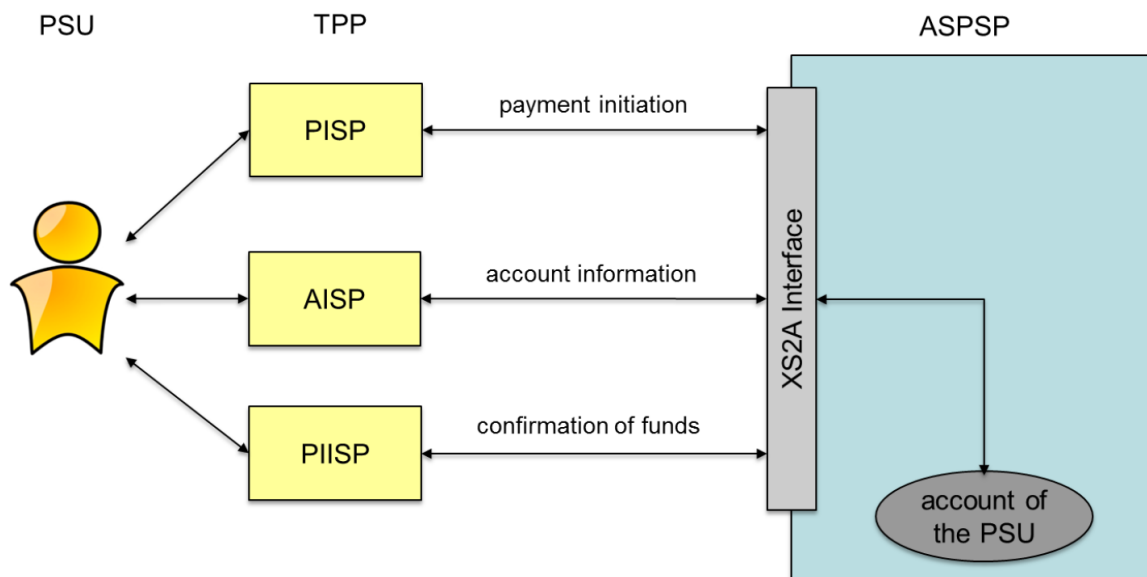 PSU
TPP
ASPSP
PISP
payment initiation
AISP
account information
PIISP
confirmation of funds
XS2A Interface
account of
the PSU